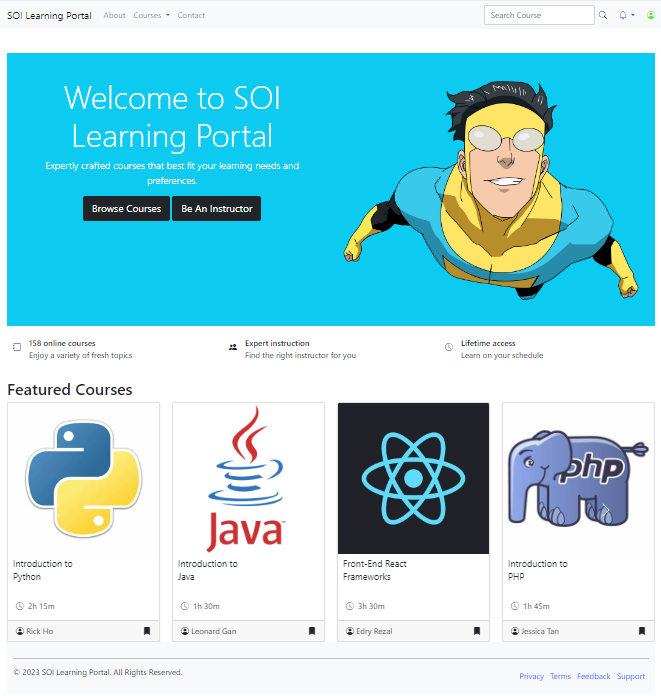 SOI Learning Portal About Courses Contact Search Course
Welcome to SOI
Learning Portal
Expertly crafted courses that best fit your learning needs and
preferences.
Browse Courses Be An Instructor
158 online courses
Enjoy a variety of fresh topics
Expert instruction
Find the right instructor for you
Lifetime access
Learn on your schedule
Featured Courses
Java™
php
Introduction to
Python
2h 15m
Rick Ho
Introduction to
Java
1h 30m
Leonard Gan
Front-End React
Frameworks
3h 30m
Edry Rezal
Introduction to
PHP
1h 45m
Jessica Tan
© 2023 SOI Learning Portal. All Rights Reserved.
Privacy Terms Feedback Support